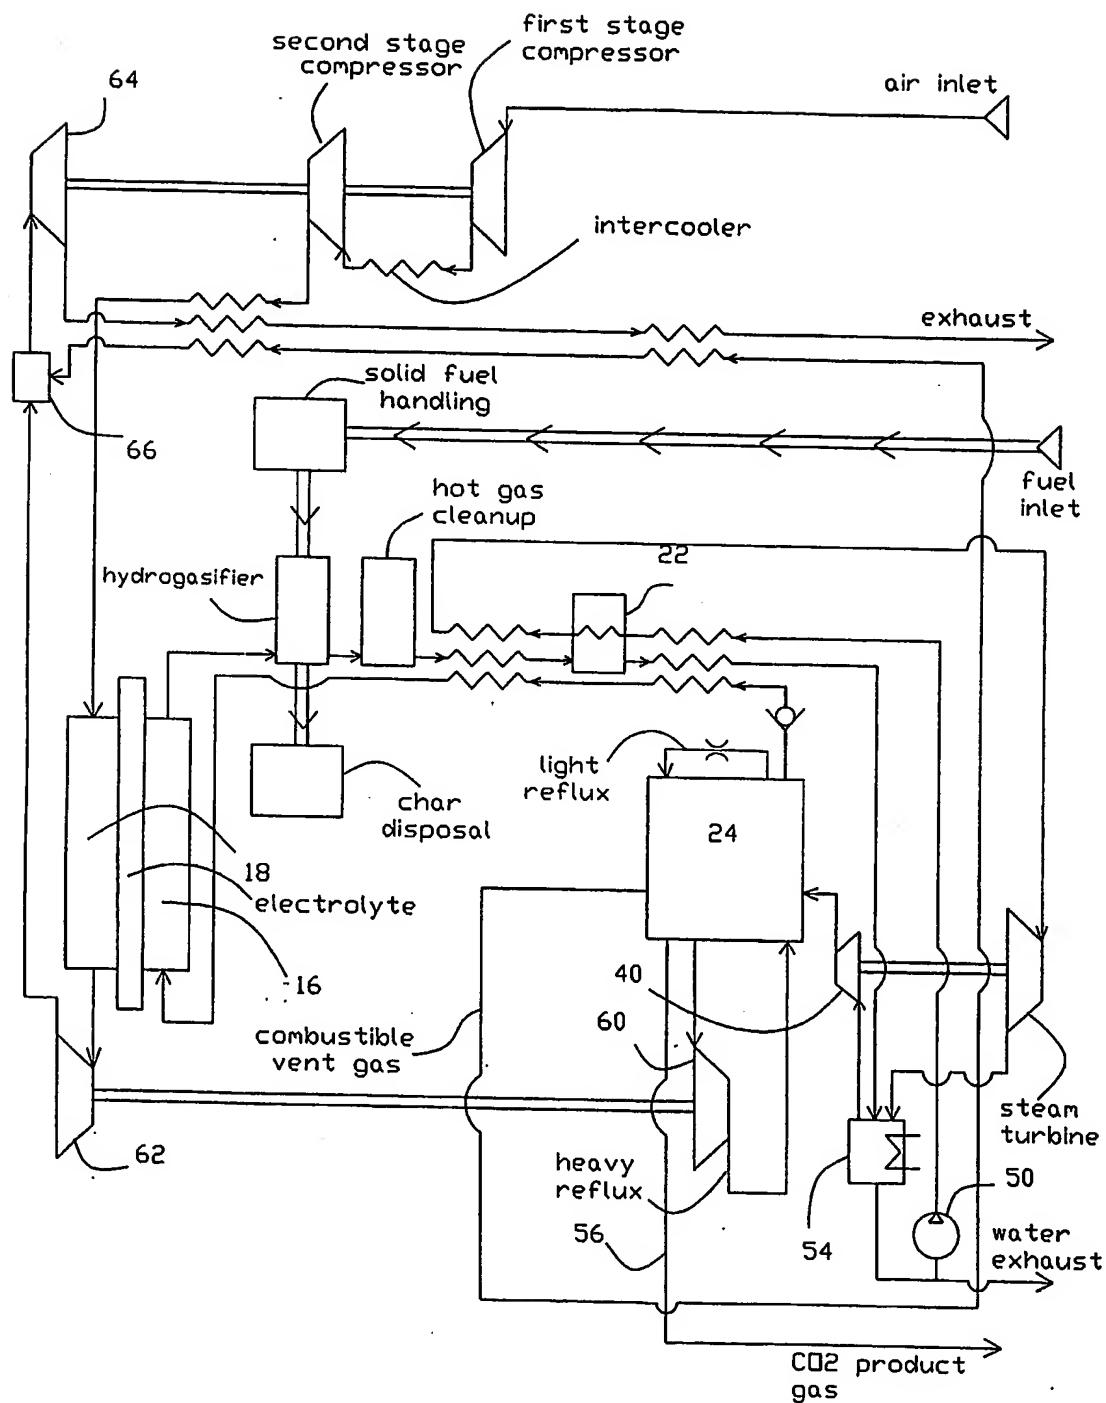 first stage
compressor
second stage
compressor
64
air inlet
intercooler
exhaust
solid fuel
handling
66
fuel
inlet
hot gas
cleanup
22
hydrogasifier
light
reflux
char
disposal
24
18
electrolyte
16
40
combustible
vent gas
60
steam
turbine
62
heavy
reflux
50
56
54
water
exhaust
CO2 product
gas